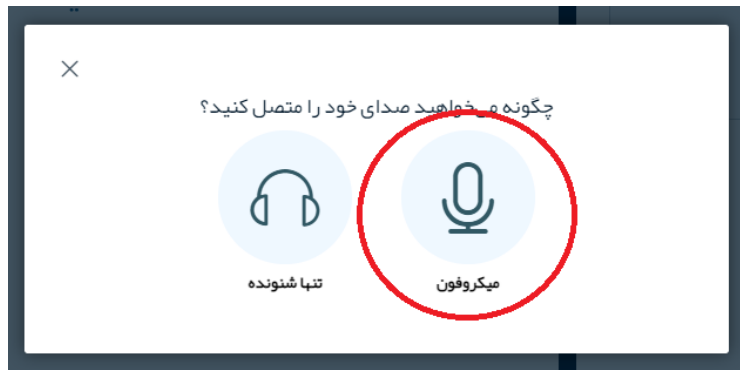 چگونه می‌خواهید صدای خود را متصل کنید؟
میکروفون
تنها شنونده